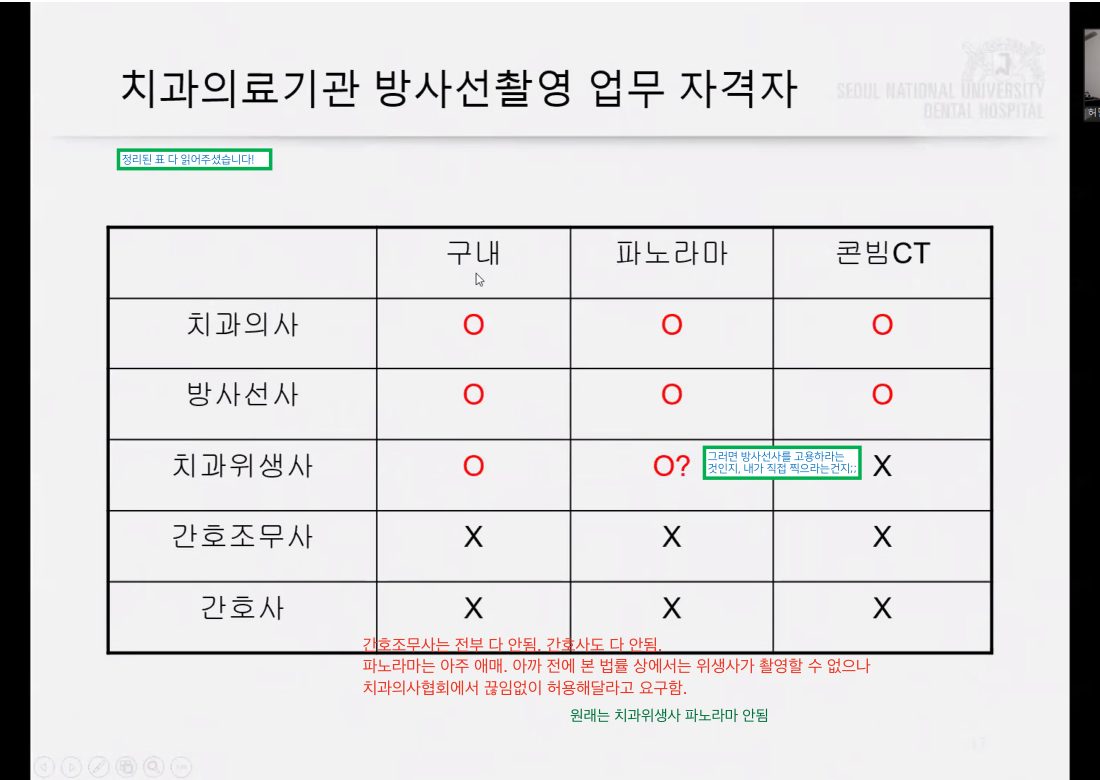 치과의료기관 방사선촬영 업무 자격자
SEOUL NATIONAL UNIVERSITY
DENTAL HOSPITAL
정리된 표 다 읽어주셨습니다!
구내 파노라마 콘빔CT
치과의사 O O O
방사선사 O O O
치과위생사 O O? X
그러면 방사선사를 고용하라는
것인지, 내가 직접 찍으라는건지;;
간호조무사 X X X
간호사 X X X
간호조무사는 전부 다 안됨. 간호사도 다 안됨.
파노라마는 아주 애매. 아까 전에 본 법률 상에서는 위생사가 촬영할 수 없으나
치과의사협회에서 끊임없이 허용해달라고 요구함.
원래는 치과위생사 파노라마 안됨
17